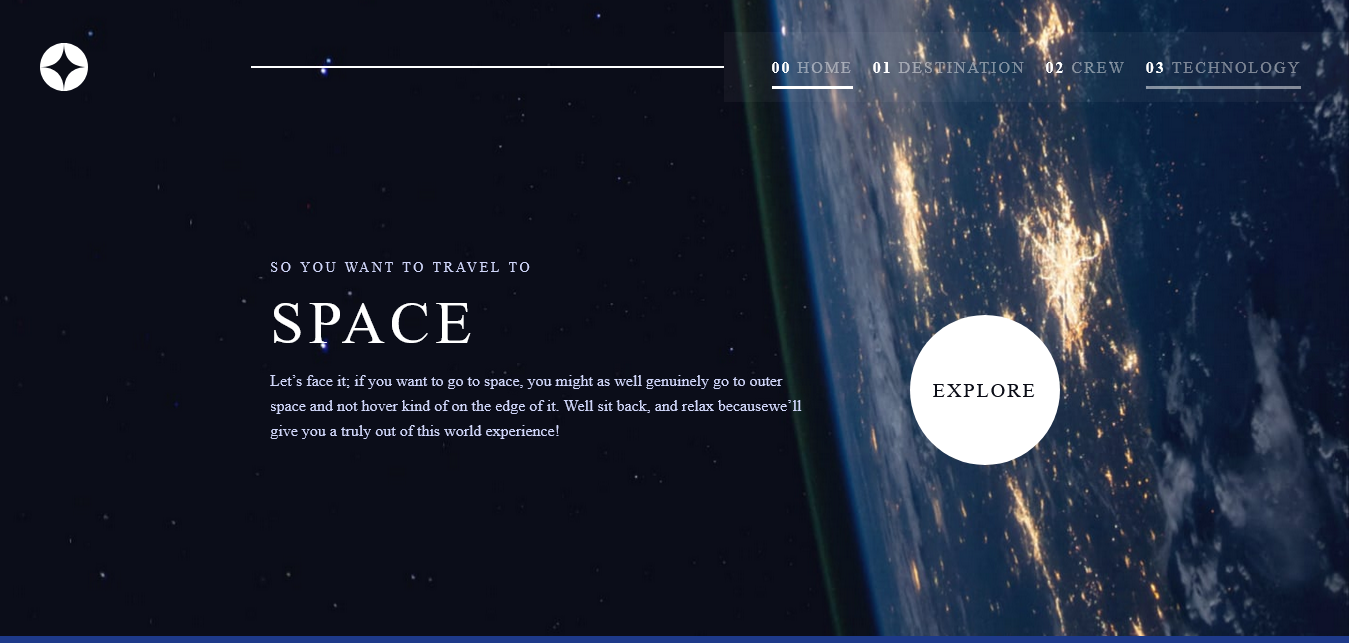 00 HOME 01 DESTINATION 02 CREW 03 TECHNOLOGY
SO YOU WANT TO TRAVEL TO
SPACE
Let’s face it; if you want to go to space, you might as well genuinely go to outer
space and not hover kind of on the edge of it. Well sit back, and relax becausewe’ll
give you a truly out of this world experience!
EXPLORE